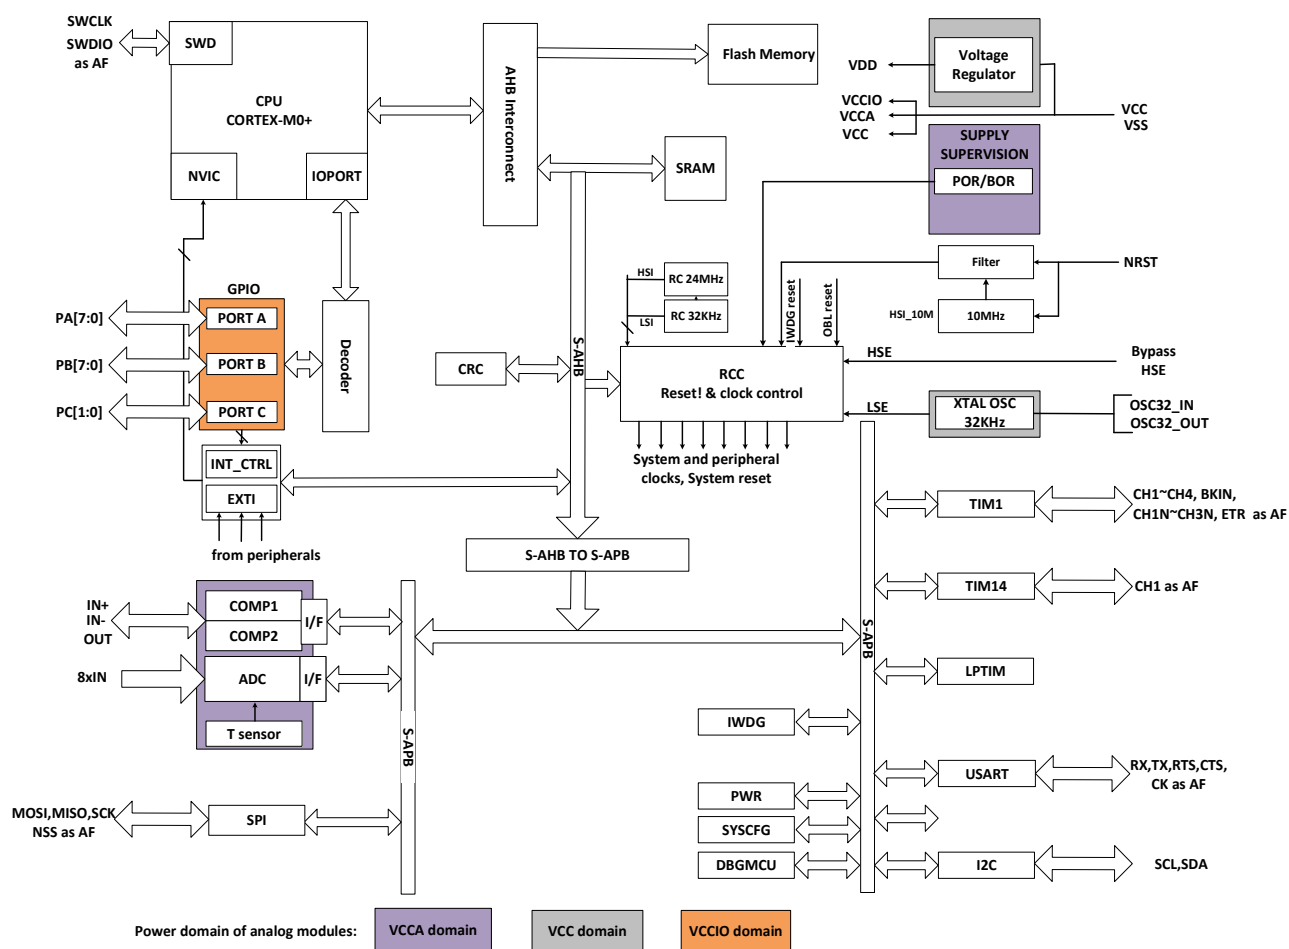 SWCLK
SWDIO
as AF
SWD
CPU
CORTEX-M0+
NVIC
IOPORT
AHB Interconnect
Flash Memory
SRAM
Voltage
Regulator
VDD
VCCIO
VCCA
VCC
VCC
VSS
SUPPLY
SUPERVISION
POR/BOR
Filter
NRST
HSI_10M
10MHz
HSI
RC 24MHz
LSI
RC 32KHz
IWDG reset
OBL reset
GPIO
PA[7:0]
PORT A
PB[7:0]
PORT B
PC[1:0]
PORT C
Decoder
CRC
S-AHB
RCC
Reset! & clock control
HSE
Bypass
HSE
LSE
XTAL OSC
32KHz
OSC32_IN
OSC32_OUT
System and peripheral
clocks, System reset
INT_CTRL
EXTI
from peripherals
S-AHB TO S-APB
TIM1
CH1~CH4, BKIN,
CH1N~CH3N, ETR as AF
TIM14
CH1 as AF
IN+
IN-
OUT
COMP1
COMP2
I/F
8xIN
ADC
I/F
T sensor
S-APB
S-APB
LPTIM
IWDG
USART
RX,TX,RTS,CTS,
CK as AF
MOSI,MISO,SCK
NSS as AF
SPI
PWR
SYSCFG
DBGMCU
I2C
SCL,SDA
Power domain of analog modules:
VCCA domain
VCC domain
VCCIO domain